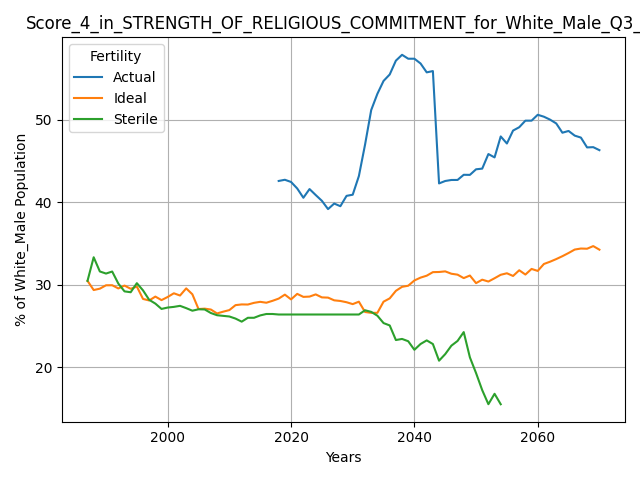 Score_4_in_STRENGTH_OF_RELIGIOUS_COMMITMENT_for_White_Male_Q3_
Fertility
Actual
Ideal
Sterile
% of White_Male Population
50
40
30
20
2000
2020
2040
2060
Years